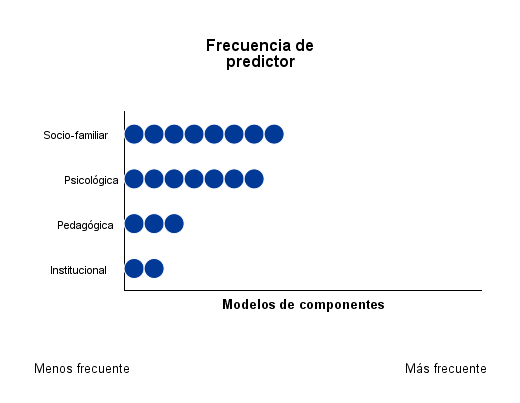 Frecuencia de
predictor
Socio-familiar
Psicológica
Pedagógica
Institucional
Modelos de componentes
Menos frecuente
Más frecuente